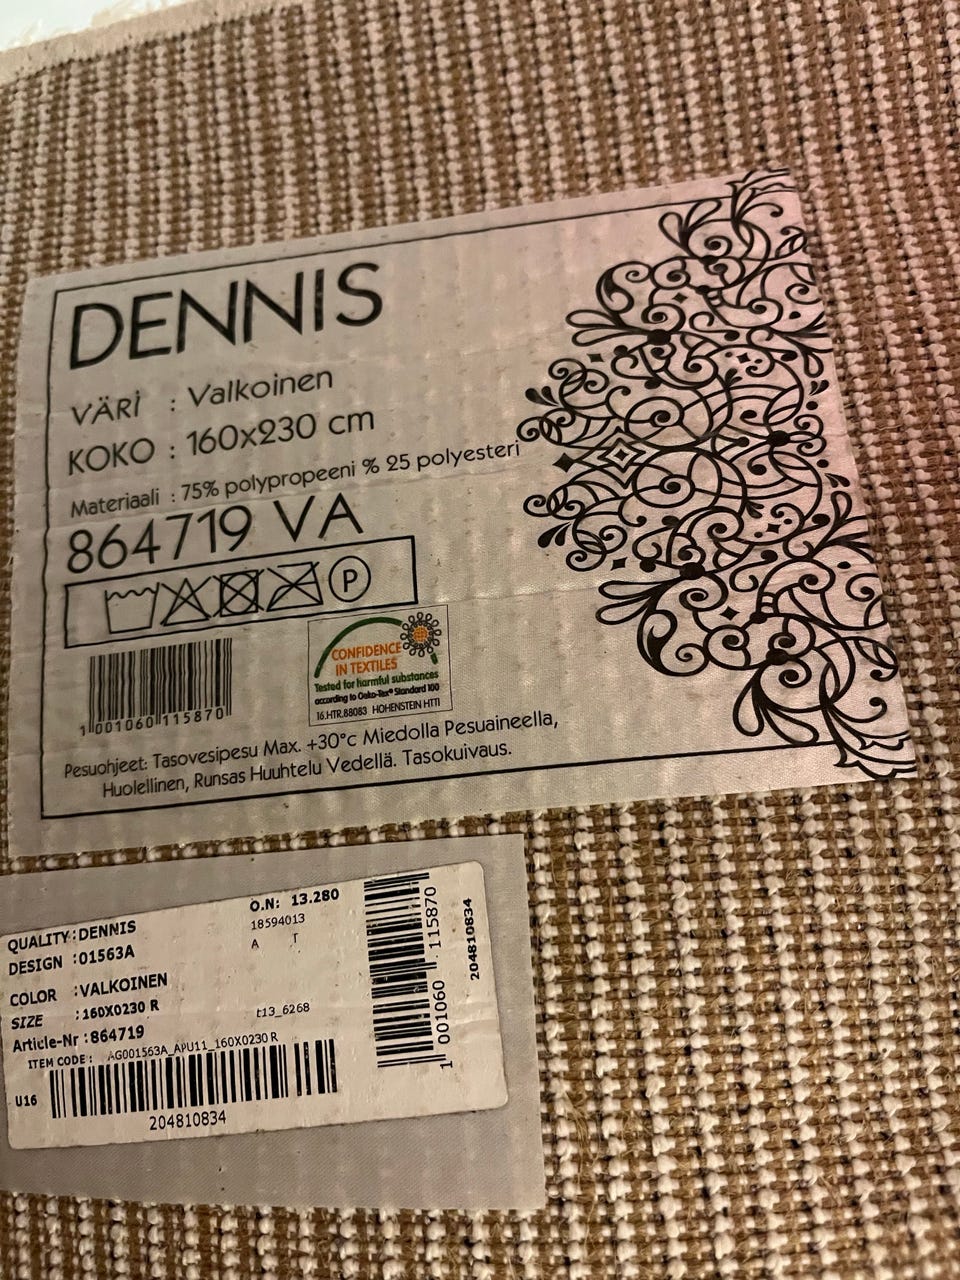 DENNIS
VÄRI : Valkoinen
KOKO : 160x230 cm
Materiaali : 75% polypropeeni % 25 polyesteri
864719 VA
P
1 001060 115870
CONFIDENCE
IN TEXTILES
Tested for harmful substances
according to Oeko-Tex® Standard 100
16.HTR.88083 HOHENSTEIN HTTI
Pesuohjeet: Tasovesipesu Max. +30°c Miedolla Pesuaineella,
Huolellinen, Runsas Huuhtelu Vedellä. Tasokuivaus.
O.N: 13.280
18594013
A T
QUALITY:DENNIS
DESIGN :01563A
COLOR :VALKOINEN
SIZE :160X0230 R
t13_6268
Article-Nr :864719
ITEM CODE: AG001563A_APU11_160X0230 R
U16
204810834
1 001060 115870
204810834